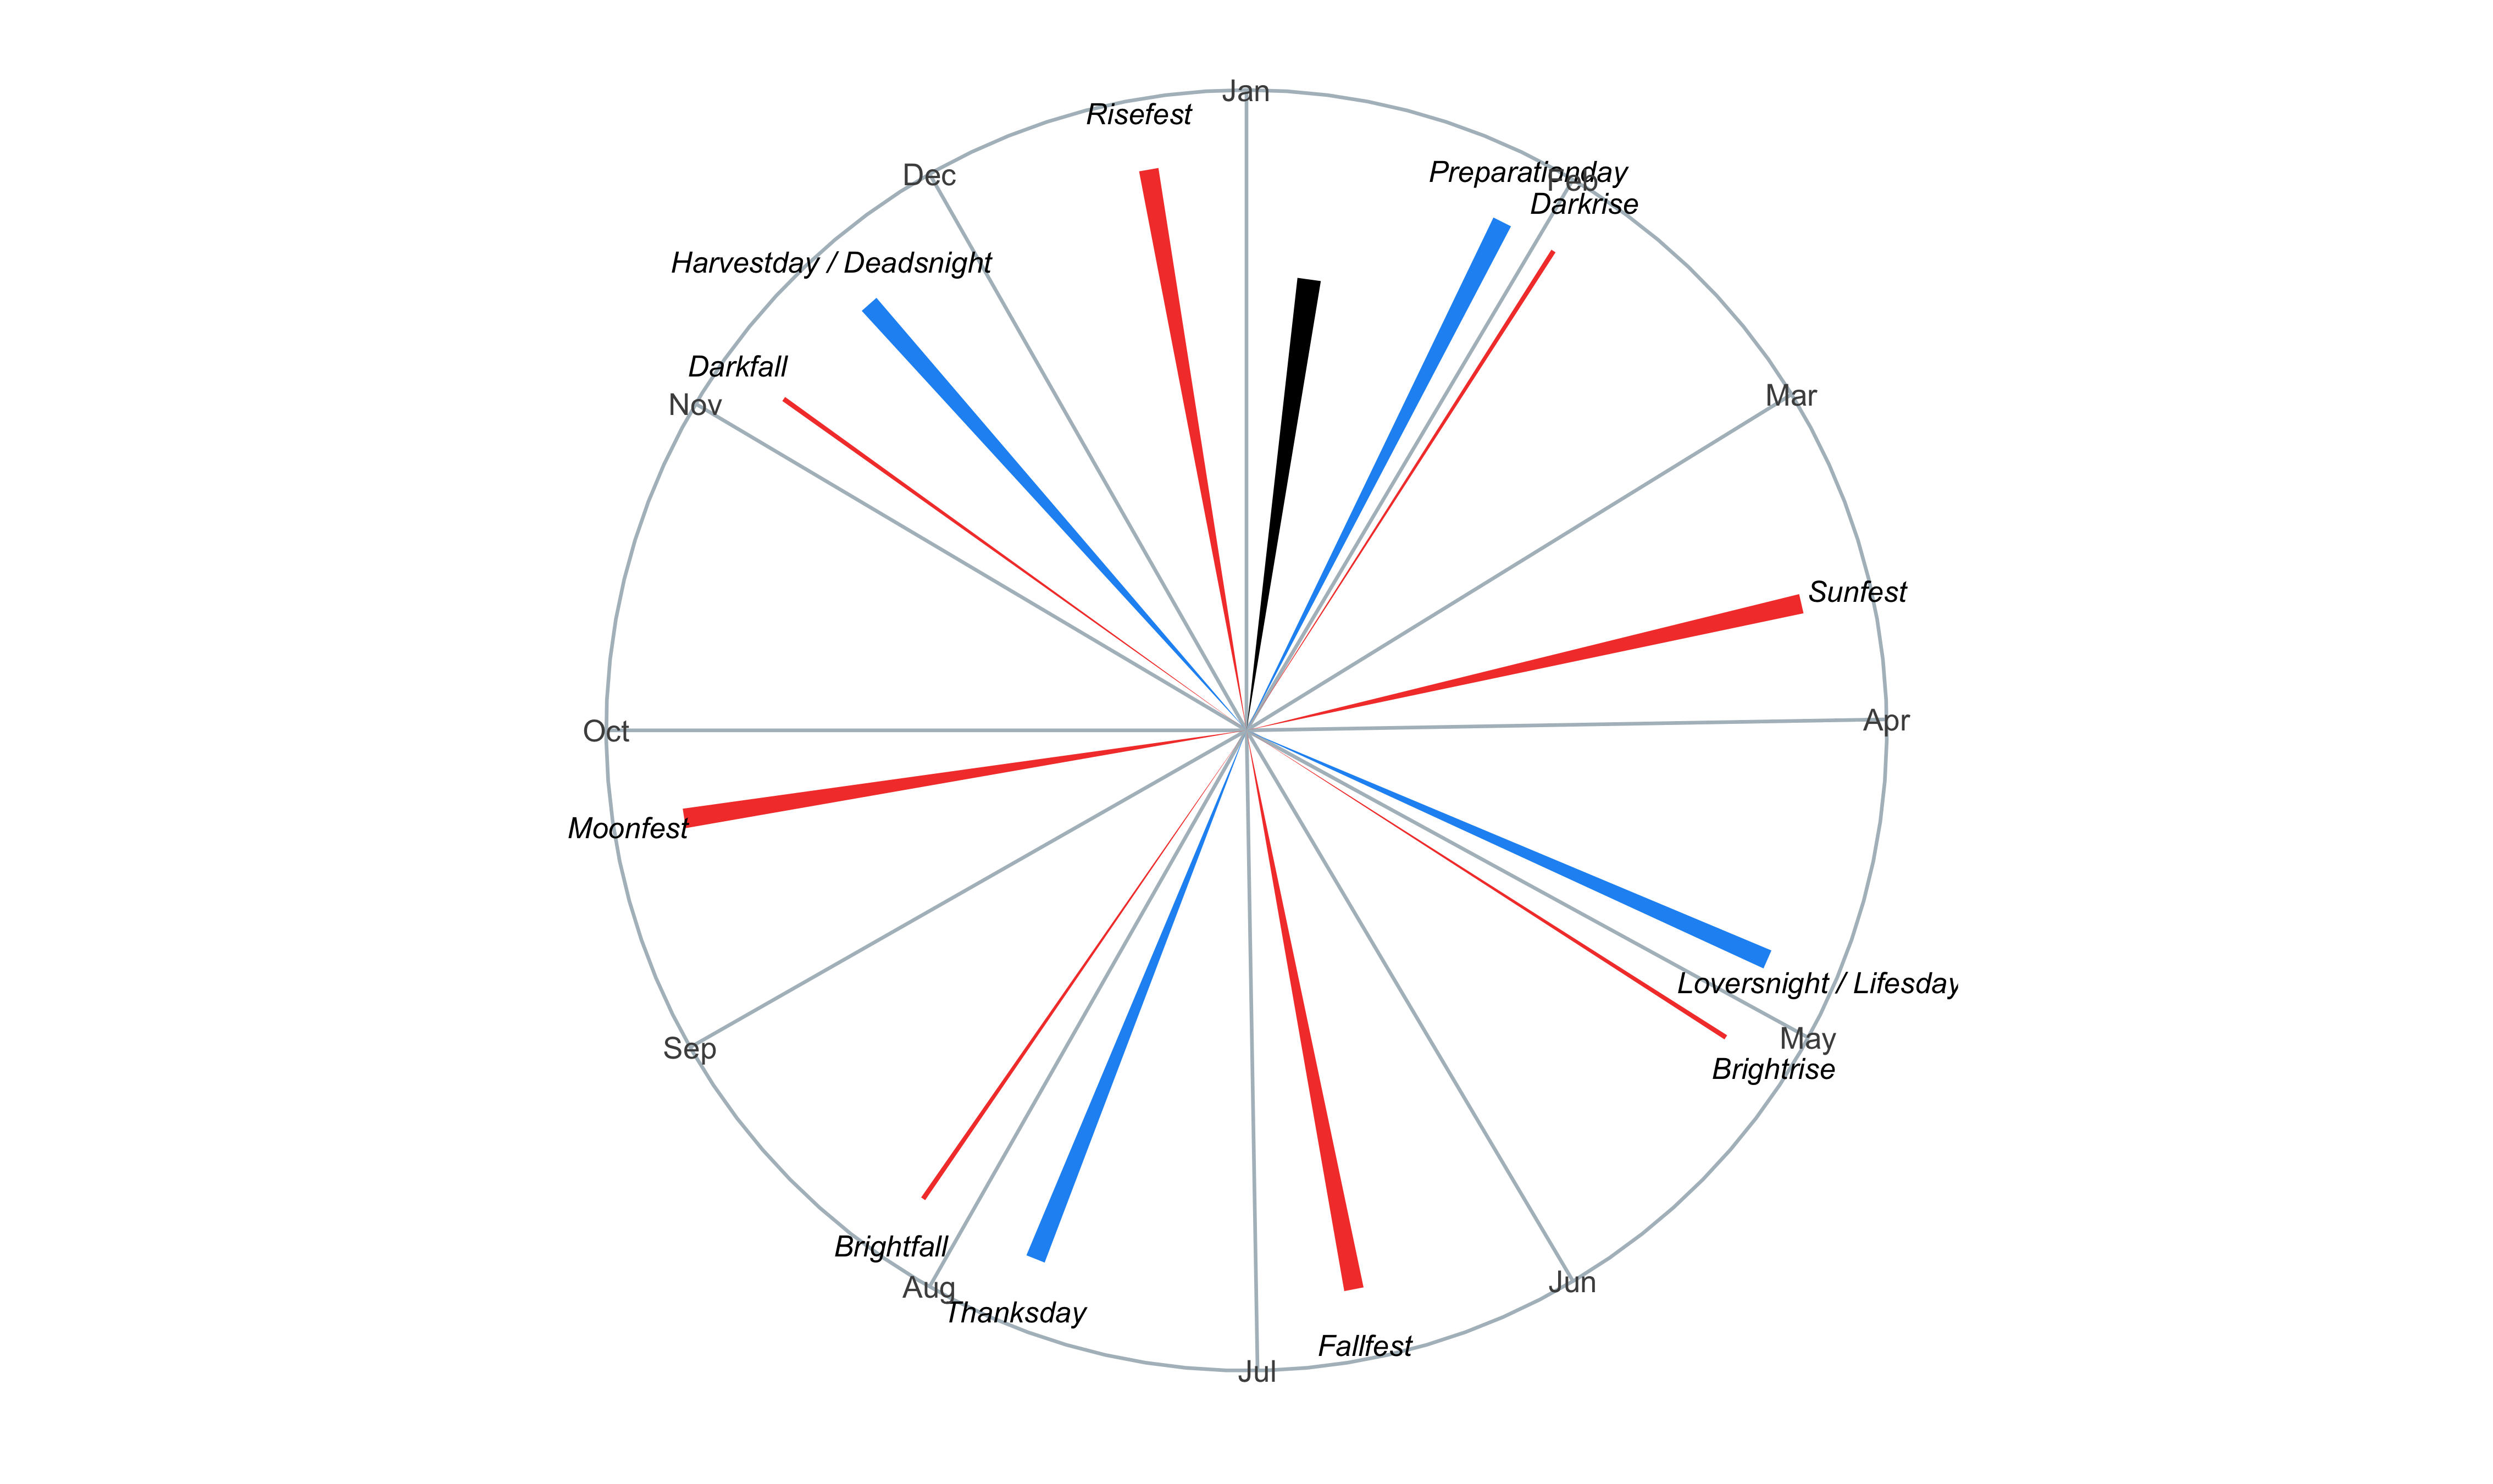 Jan
Risefest
Preparationday
Feb
Dec
Darkrise
Harvestday / Deadsnight
Darkfall
Mar
Nov
Sunfest
Apr
Oct
Moonfest
Loversnight / Lifesday
May
Sep
Brightrise
Brightfall
Jun
Aug
Thanksday
Fallfest
Jul